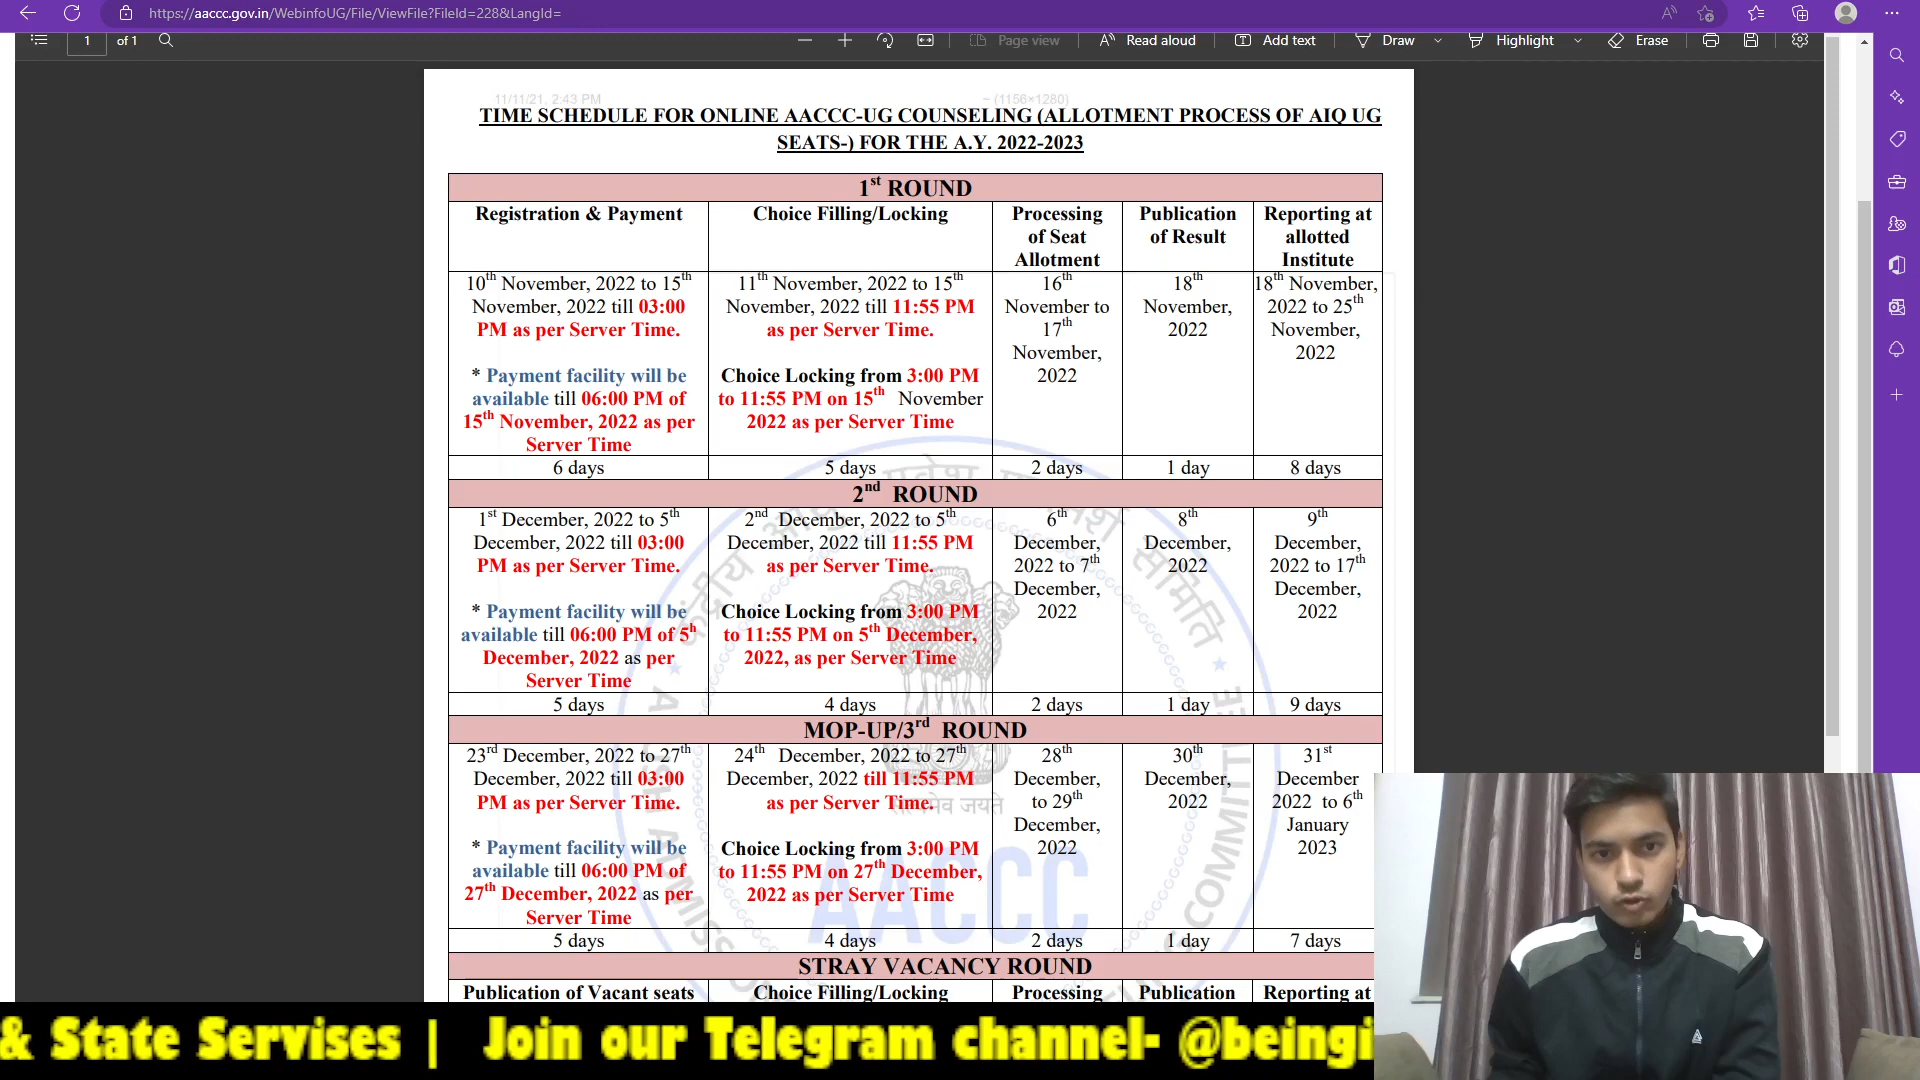 https://aaccc.gov.in/WebinfoUG/File/ViewFile?FileId=228&LangId=
1 of 1 Page view Read aloud Add text Draw Highlight Erase
11/11/21, 2:43 PM ~ (1156×1280)
TIME SCHEDULE FOR ONLINE AACCC-UG COUNSELING (ALLOTMENT PROCESS OF AIQ UG
SEATS-) FOR THE A.Y. 2022-2023
1st ROUND
Registration & Payment
Choice Filling/Locking
Processing
of Seat
Allotment
Publication
of Result
Reporting at
allotted
Institute
10th November, 2022 to 15th
November, 2022 till 03:00
PM as per Server Time.
* Payment facility will be
available till 06:00 PM of
15th November, 2022 as per
Server Time
11th November, 2022 to 15th
November, 2022 till 11:55 PM
as per Server Time.
Choice Locking from 3:00 PM
to 11:55 PM on 15th November
2022 as per Server Time
16th
November to
17th
November,
2022
18th
November,
2022
18th November,
2022 to 25th
November,
2022
6 days
5 days
2 days
1 day
8 days
2nd ROUND
1st December, 2022 to 5th
December, 2022 till 03:00
PM as per Server Time.
* Payment facility will be
available till 06:00 PM of 5h
December, 2022 as per
Server Time
2nd December, 2022 to 5th
December, 2022 till 11:55 PM
as per Server Time.
Choice Locking from 3:00 PM
to 11:55 PM on 5th December,
2022, as per Server Time
6th
December,
2022 to 7th
December,
2022
8th
December,
2022
9th
December,
2022 to 17th
December,
2022
5 days
4 days
2 days
1 day
9 days
MOP-UP/3rd ROUND
23rd December, 2022 to 27th
December, 2022 till 03:00
PM as per Server Time.
* Payment facility will be
available till 06:00 PM of
27th December, 2022 as per
Server Time
24th December, 2022 to 27th
December, 2022 till 11:55 PM
as per Server Time.
Choice Locking from 3:00 PM
to 11:55 PM on 27th December,
2022 as per Server Time
28th
December,
to 29th
December,
2022
30th
December,
2022
31st
December
2022 to 6th
January
2023
5 days
4 days
2 days
1 day
7 days
STRAY VACANCY ROUND
Publication of Vacant seats
Choice Filling/Locking
Processing
Publication
Reporting at
AACCC
& State Servises | Join our Telegram channel- @beingi